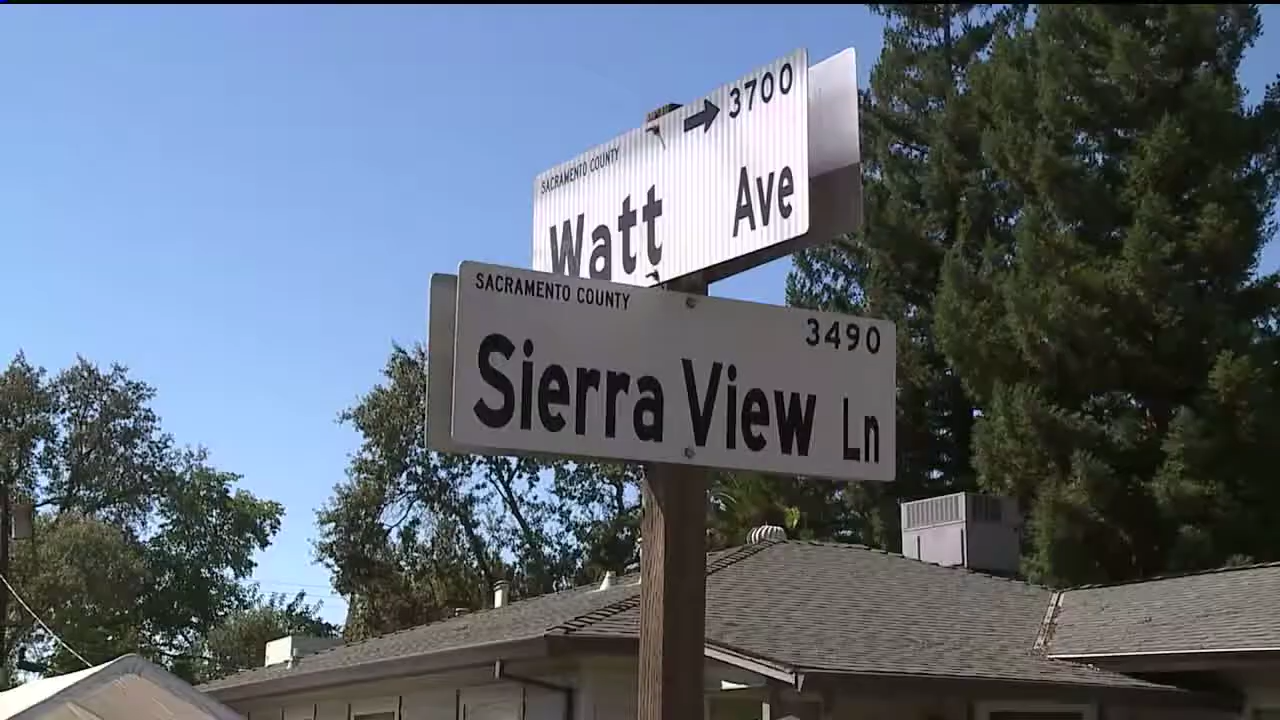 SACRAMENTO COUNTY → 3700
Watt Ave
SACRAMENTO COUNTY 3490
Sierra View Ln